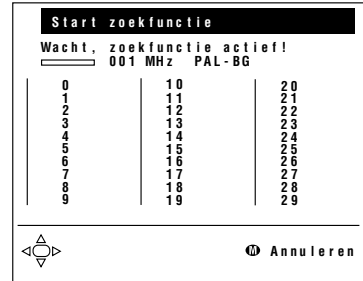 Start zoekfunctie
Wacht, zoekfunctie actief!
001 MHz PAL-BG
0 10 20
1 11 21
2 12 22
3 13 23
4 14 24
5 15 25
6 16 26
7 17 27
8 18 28
9 19 29
M Annuleren